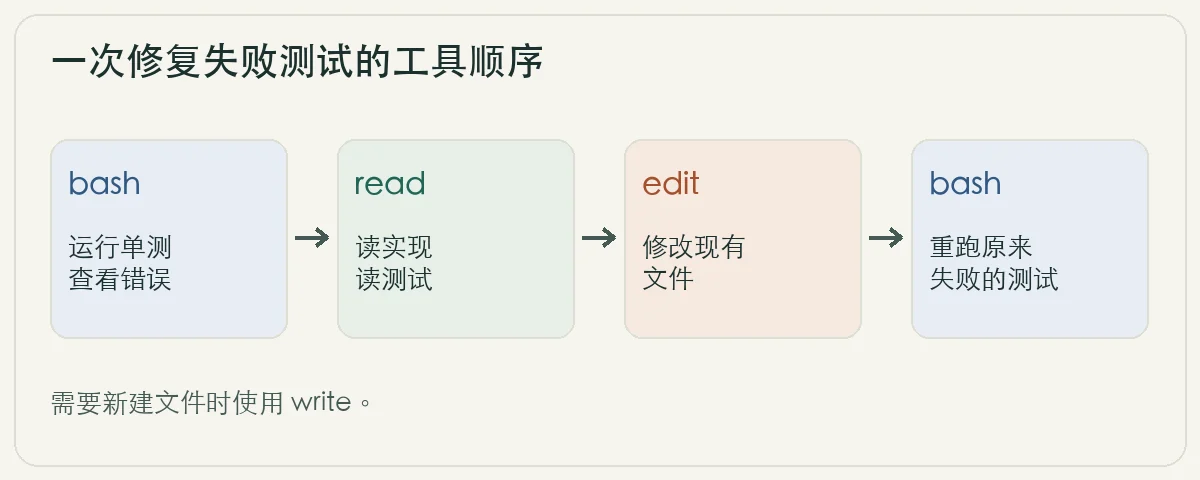 一次修复失败测试的工具顺序
bash
运行单测
查看错误
read
读实现
读测试
edit
修改现有
文件
bash
重跑原来
失败的测试
需要新建文件时使用 write。